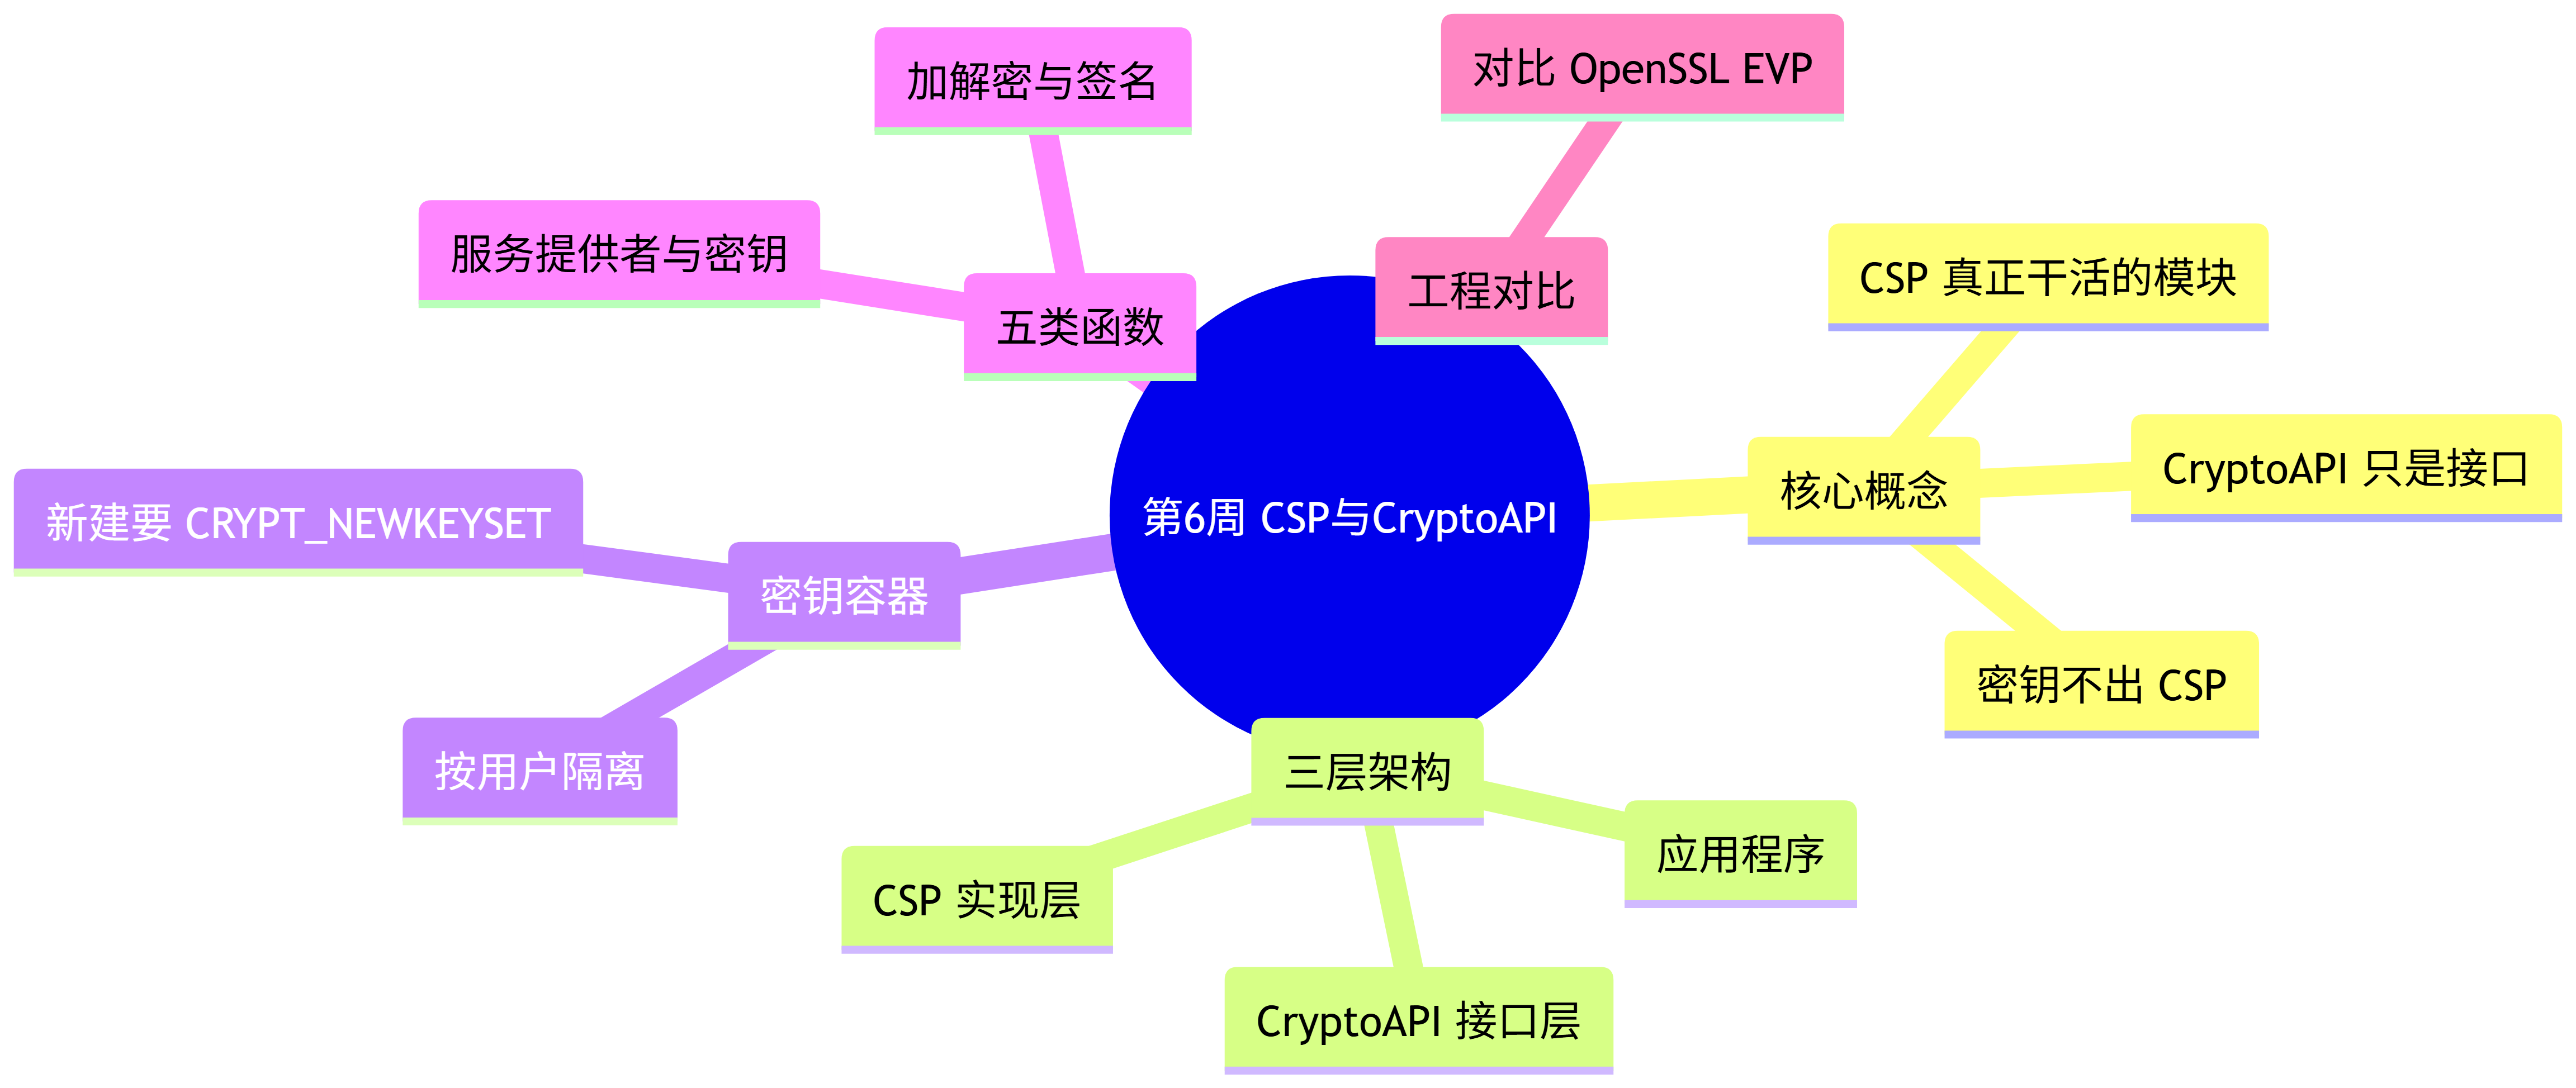 第6周 CSP与CryptoAPI
核心概念
CSP 真正干活的模块
CryptoAPI 只是接口
密钥不出 CSP
三层架构
应用程序
CryptoAPI 接口层
CSP 实现层
密钥容器
按用户隔离
新建要 CRYPT_NEWKEYSET
五类函数
服务提供者与密钥
加解密与签名
工程对比
对比 OpenSSL EVP